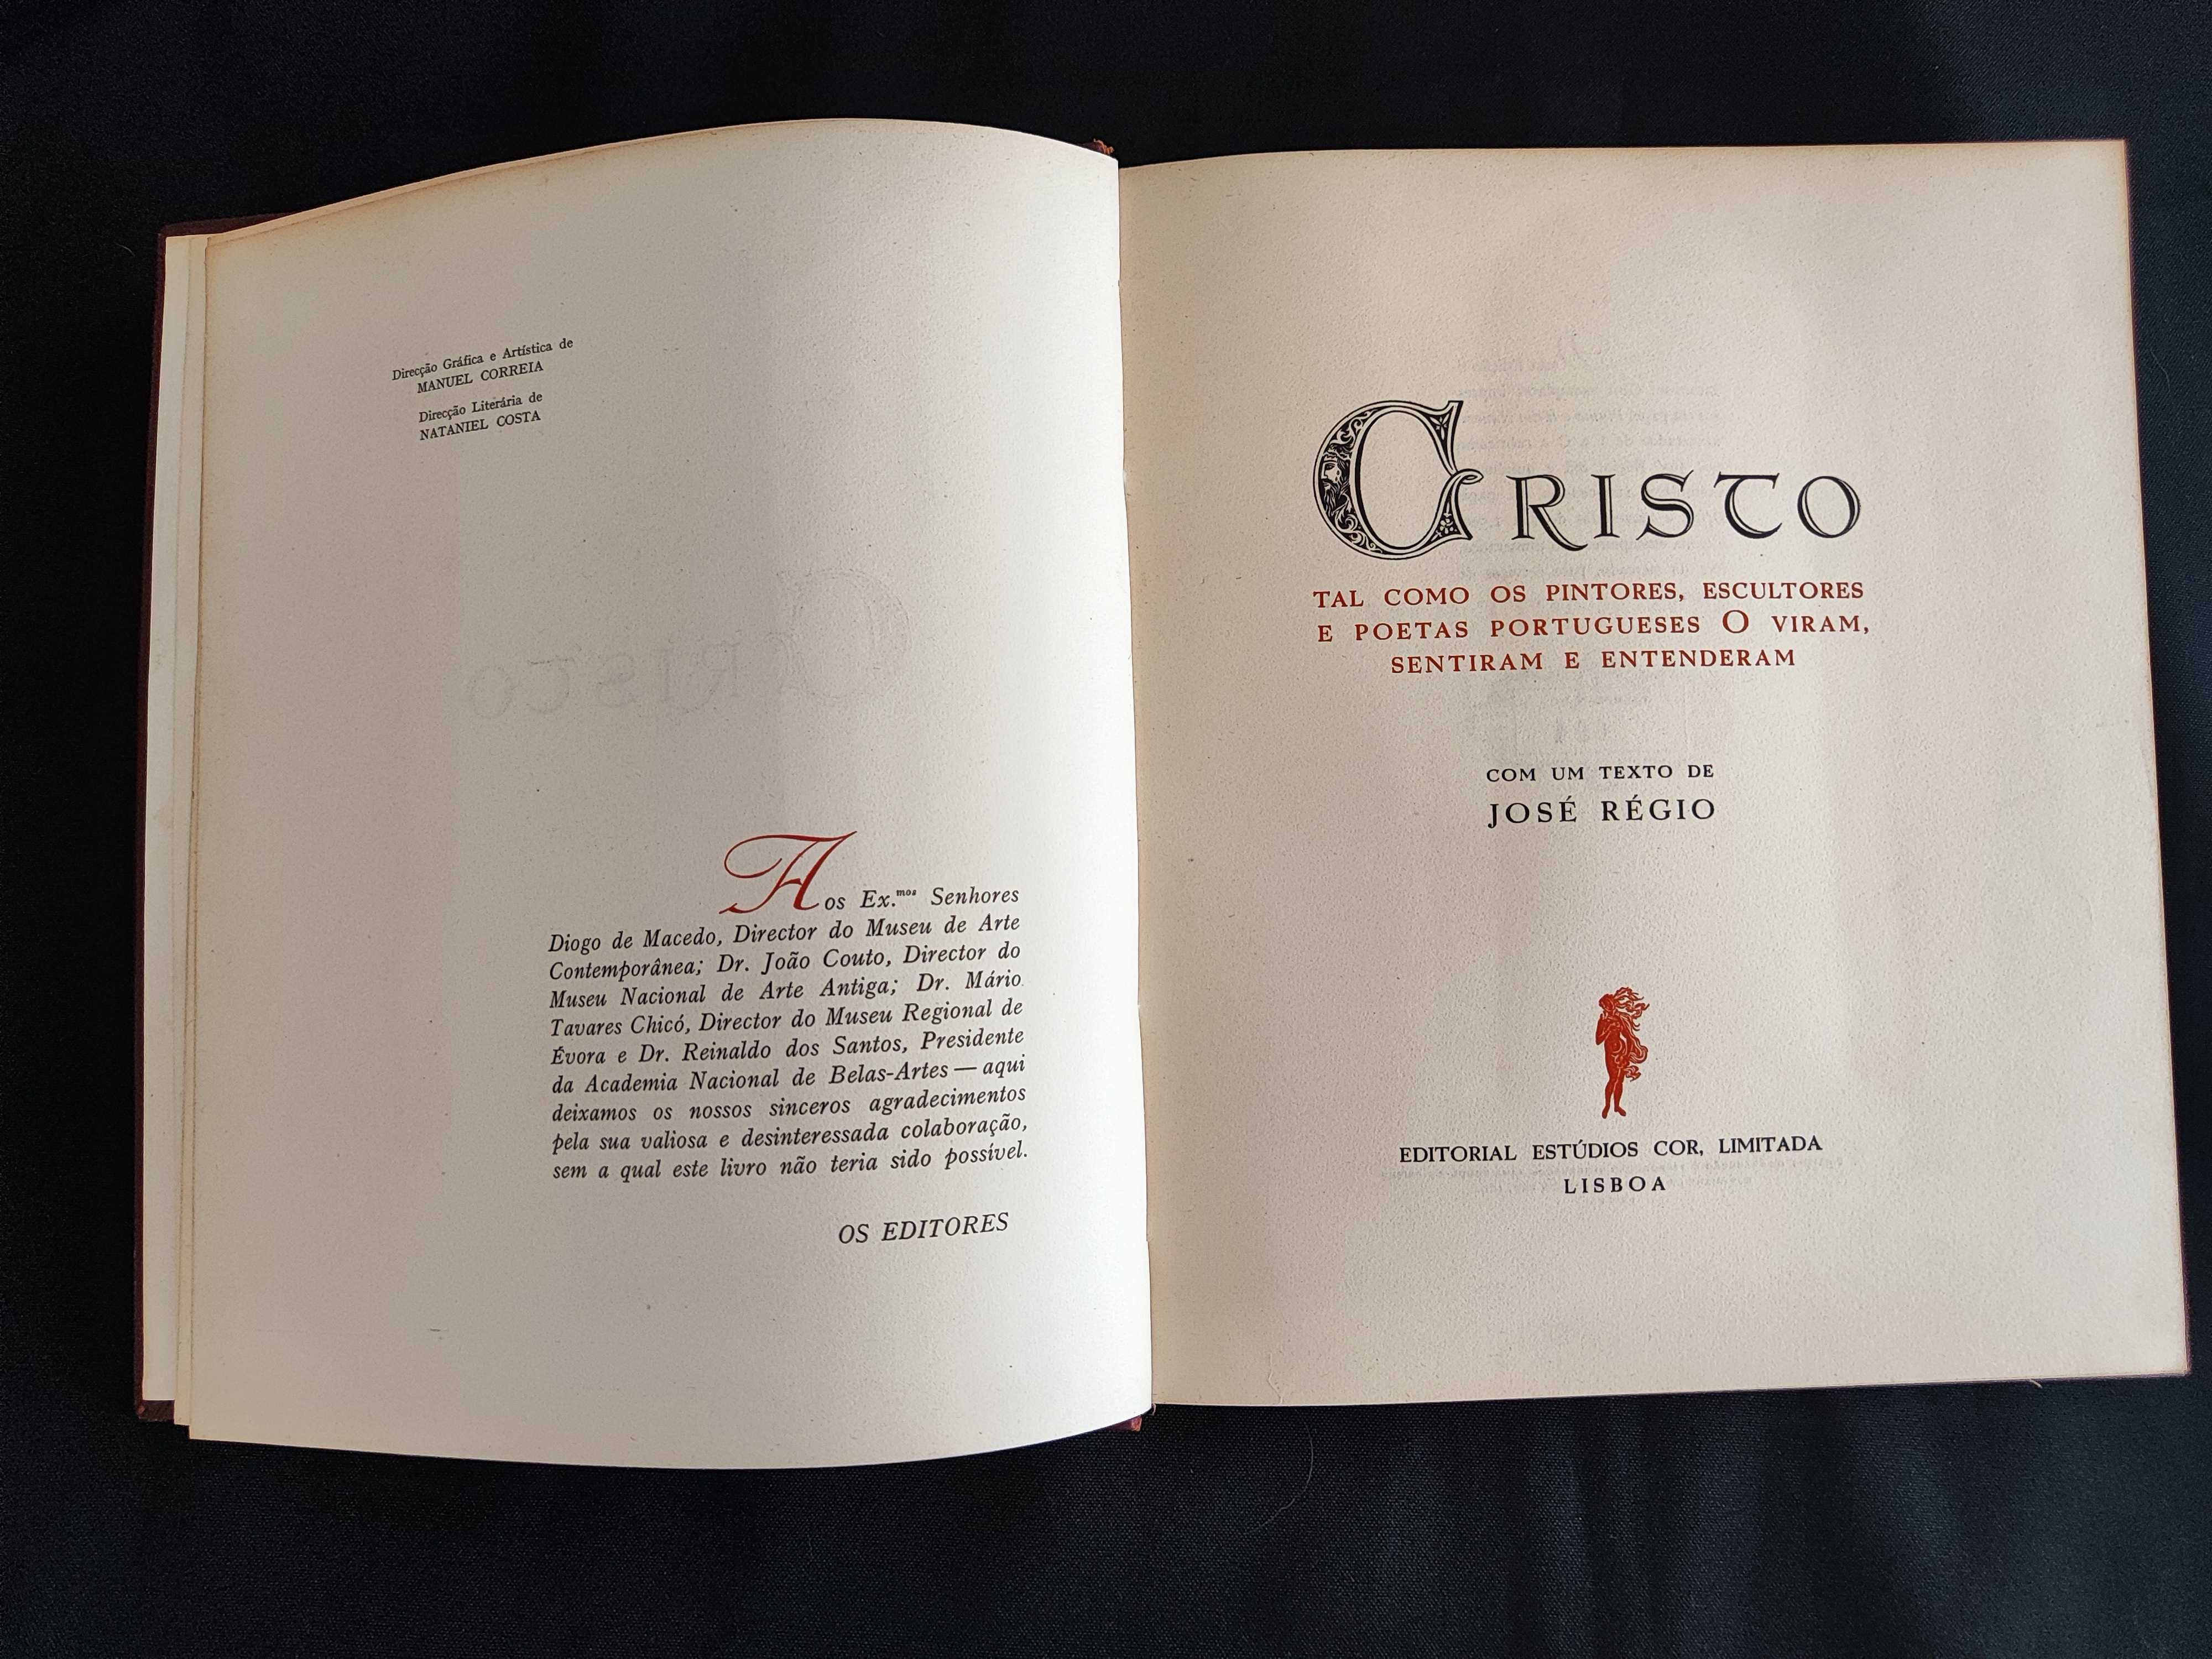 Direcção Gráfica e Artística de
MANUEL CORREIA
Direcção Literária de
NATANIEL COSTA
Aos Ex.mos Senhores
Diogo de Macedo, Director do Museu de Arte
Contemporânea; Dr. João Couto, Director do
Museu Nacional de Arte Antiga; Dr. Mário
Tavares Chicó, Director do Museu Regional de
Évora e Dr. Reinaldo dos Santos, Presidente
da Academia Nacional de Belas-Artes — aqui
deixamos os nossos sinceros agradecimentos
pela sua valiosa e desinteressada colaboração,
sem a qual este livro não teria sido possível.
OS EDITORES
CRISTO
TAL COMO OS PINTORES, ESCULTORES
E POETAS PORTUGUESES O VIRAM,
SENTIRAM E ENTENDERAM
COM UM TEXTO DE
JOSÉ RÉGIO
EDITORIAL ESTÚDIOS COR, LIMITADA
LISBOA